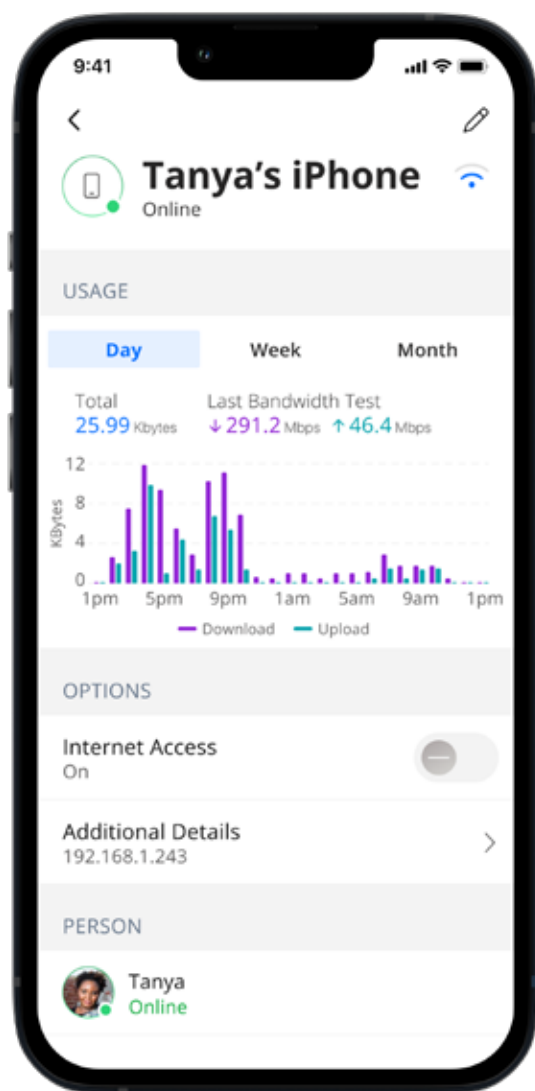 9:41
Tanya’s iPhone
Online
USAGE
Day Week Month
Total Last Bandwidth Test
25.99 Kbytes ↓291.2 Mbps ↑46.4 Mbps
KBytes
12
8
4
0
1pm 5pm 9pm 1am 5am 9am 1pm
Download Upload
OPTIONS
Internet Access
On
Additional Details
192.168.1.243
PERSON
Tanya
Online